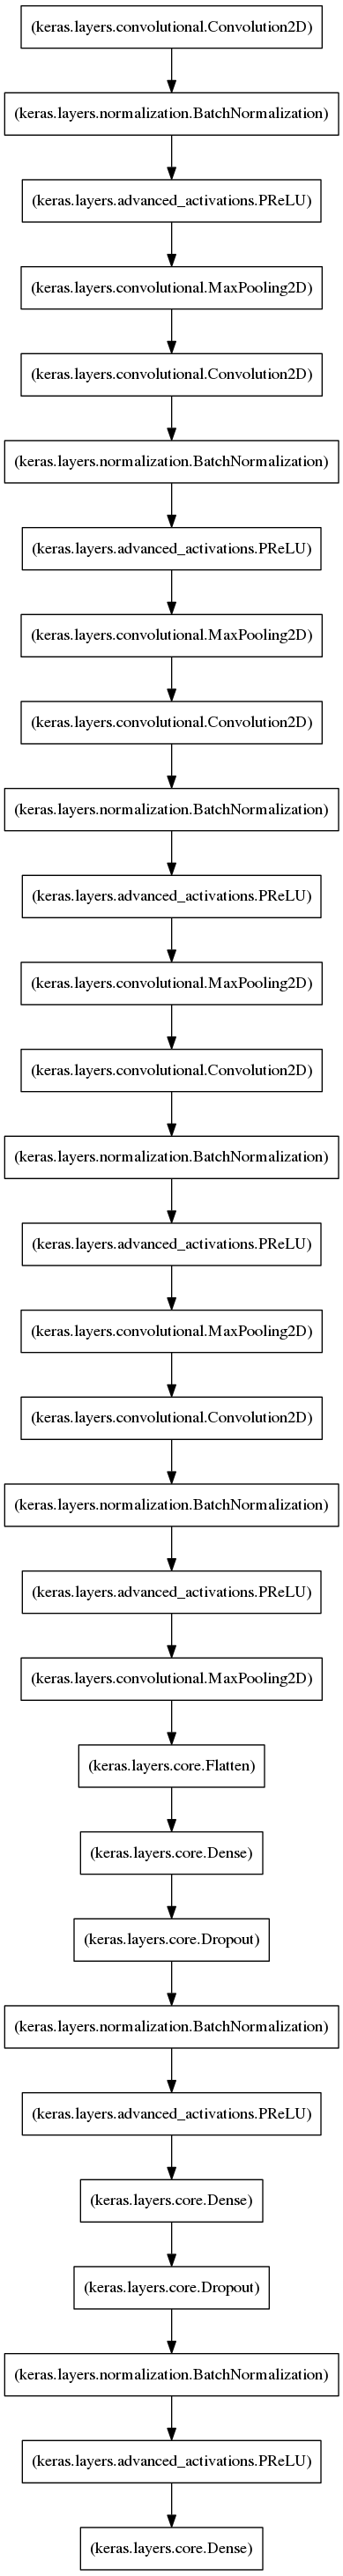 (keras.layers.convolutional.Convolution2D)
(keras.layers.normalization.BatchNormalization)
(keras.layers.advanced_activations.PReLU)
(keras.layers.convolutional.MaxPooling2D)
(keras.layers.convolutional.Convolution2D)
(keras.layers.normalization.BatchNormalization)
(keras.layers.advanced_activations.PReLU)
(keras.layers.convolutional.MaxPooling2D)
(keras.layers.convolutional.Convolution2D)
(keras.layers.normalization.BatchNormalization)
(keras.layers.advanced_activations.PReLU)
(keras.layers.convolutional.MaxPooling2D)
(keras.layers.convolutional.Convolution2D)
(keras.layers.normalization.BatchNormalization)
(keras.layers.advanced_activations.PReLU)
(keras.layers.convolutional.MaxPooling2D)
(keras.layers.convolutional.Convolution2D)
(keras.layers.normalization.BatchNormalization)
(keras.layers.advanced_activations.PReLU)
(keras.layers.convolutional.MaxPooling2D)
(keras.layers.core.Flatten)
(keras.layers.core.Dense)
(keras.layers.core.Dropout)
(keras.layers.normalization.BatchNormalization)
(keras.layers.advanced_activations.PReLU)
(keras.layers.core.Dense)
(keras.layers.core.Dropout)
(keras.layers.normalization.BatchNormalization)
(keras.layers.advanced_activations.PReLU)
(keras.layers.core.Dense)